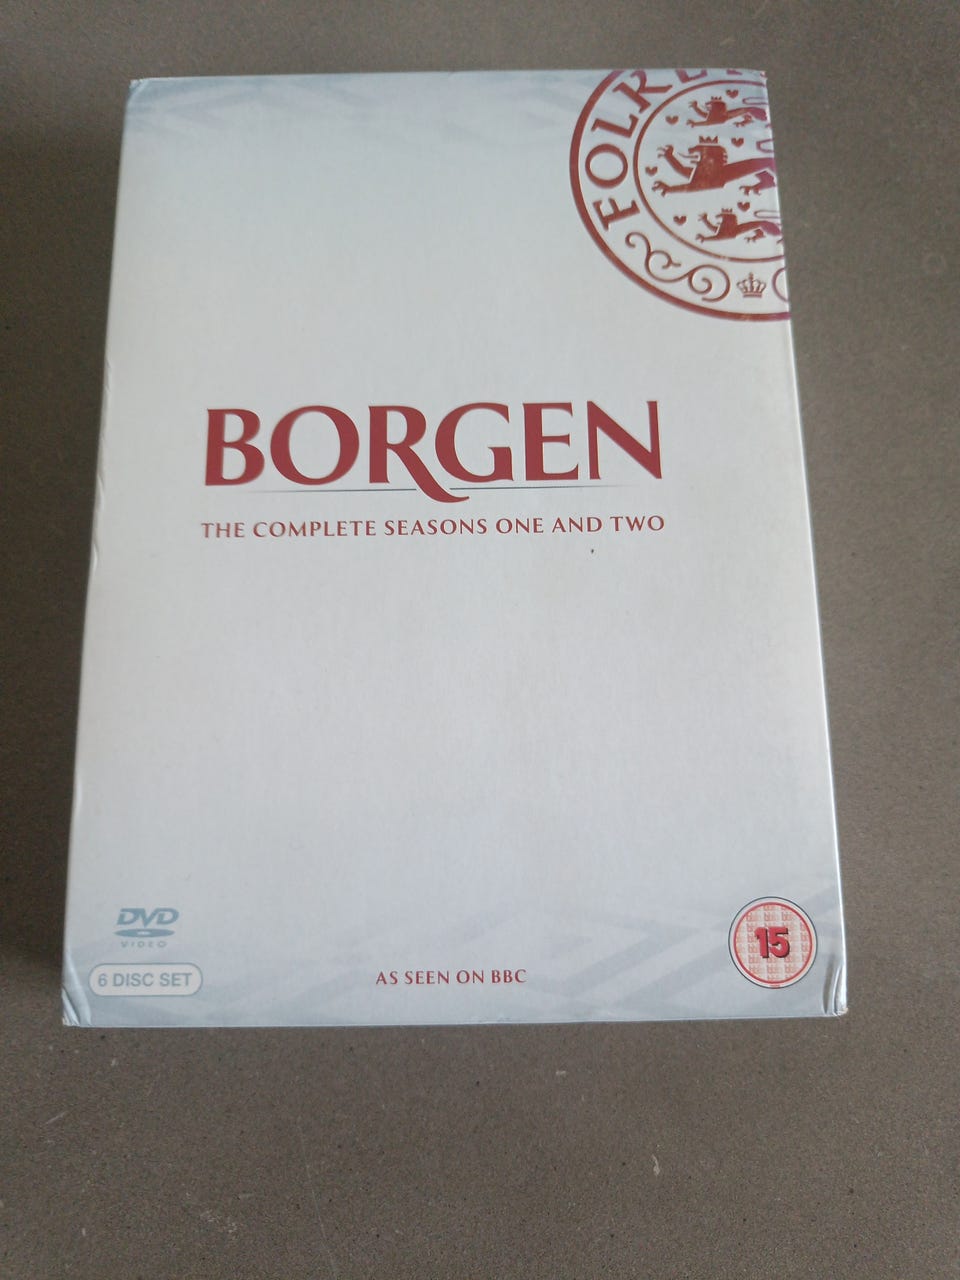 FOLKE
BORGEN
THE COMPLETE SEASONS ONE AND TWO
DVD
VIDEO
6 DISC SET
AS SEEN ON BBC
15